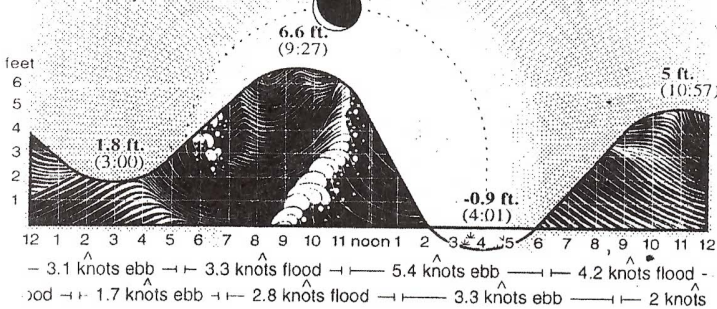 6.6 ft.
(9:27)
feet
6
5
4
3
2
1
1.8 ft.
(3:00)
5 ft.
(10:57)
-0.9 ft.
(4:01)
12 1 2 3 4 5 6 7 8 9 10 11 noon 1 2 3 4 5 6 7 8 9 10 11 12
3.1 knots ebb 3.3 knots flood 5.4 knots ebb 4.2 knots flood
ood 1.7 knots ebb 2.8 knots flood 3.3 knots ebb 2 knots